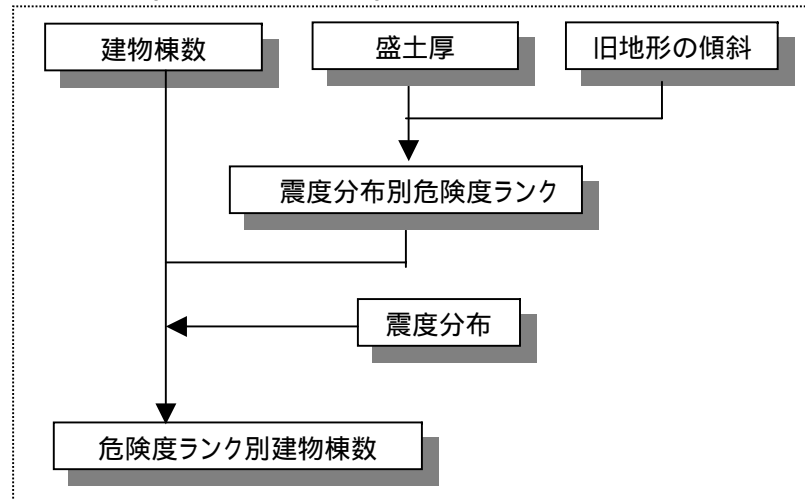 建物棟数
盛土厚
旧地形の傾斜
震度分布別危険度ランク
震度分布
危険度ランク別建物棟数